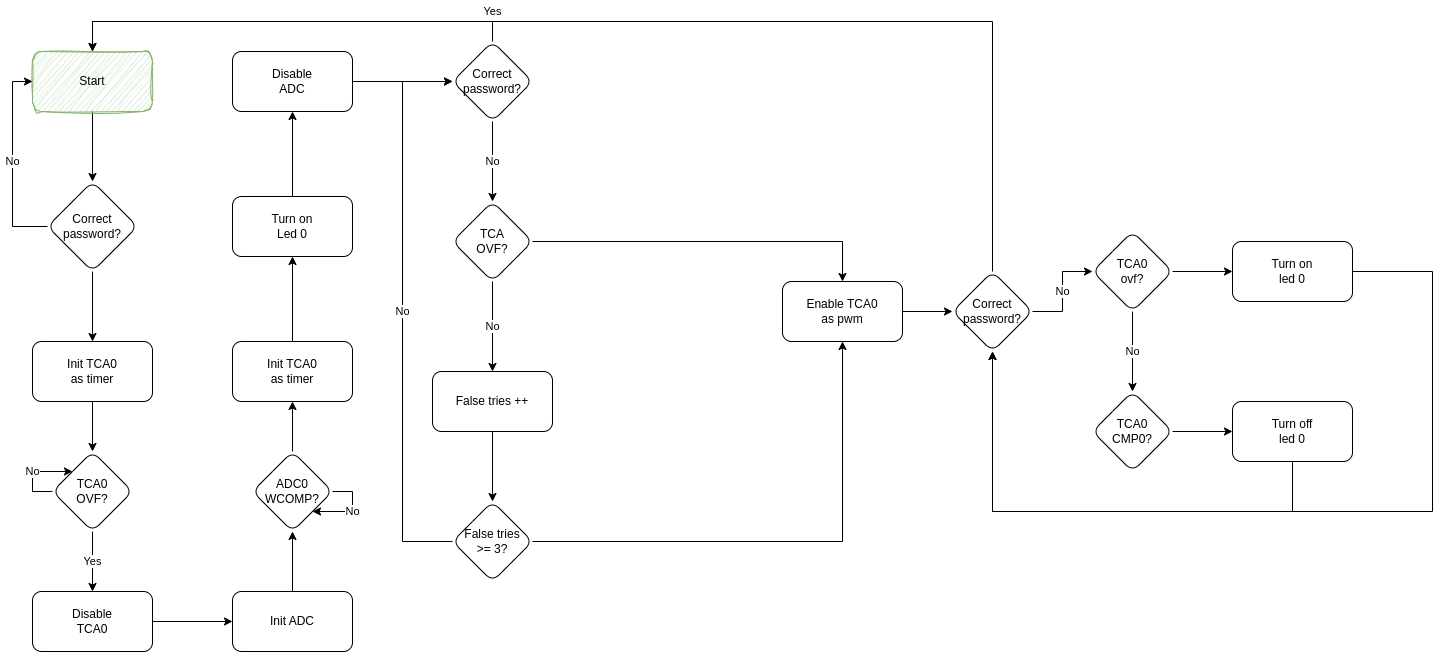 Yes
Start
No
Correct
password?
Init TCA0
as timer
No
TCA0
OVF?
Yes
Disable
TCA0
Disable
ADC
Turn on
Led 0
Init TCA0
as timer
ADC0
WCOMP?
No
Init ADC
Correct
password?
No
TCA
OVF?
No
No
False tries ++
False tries
>= 3?
Enable TCA0
as pwm
Correct
password?
No
TCA0
ovf?
Turn on
led 0
No
TCA0
CMP0?
Turn off
led 0